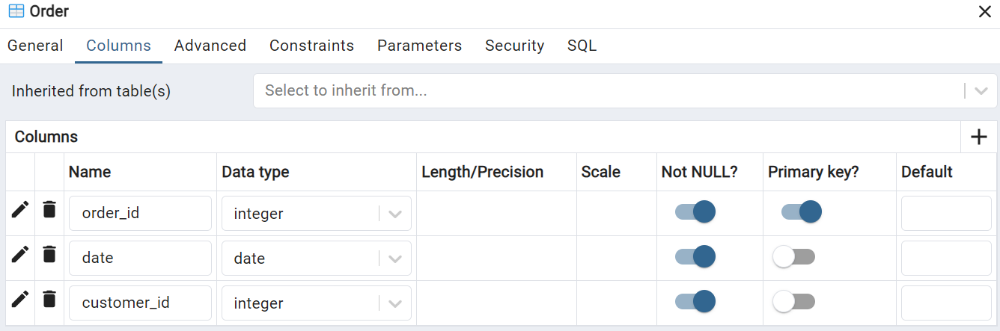 Order
General Columns Advanced Constraints Parameters Security SQL
Inherited from table(s) Select to inherit from...
Columns
Name Data type Length/Precision Scale Not NULL? Primary key? Default
order_id integer
date date
customer_id integer